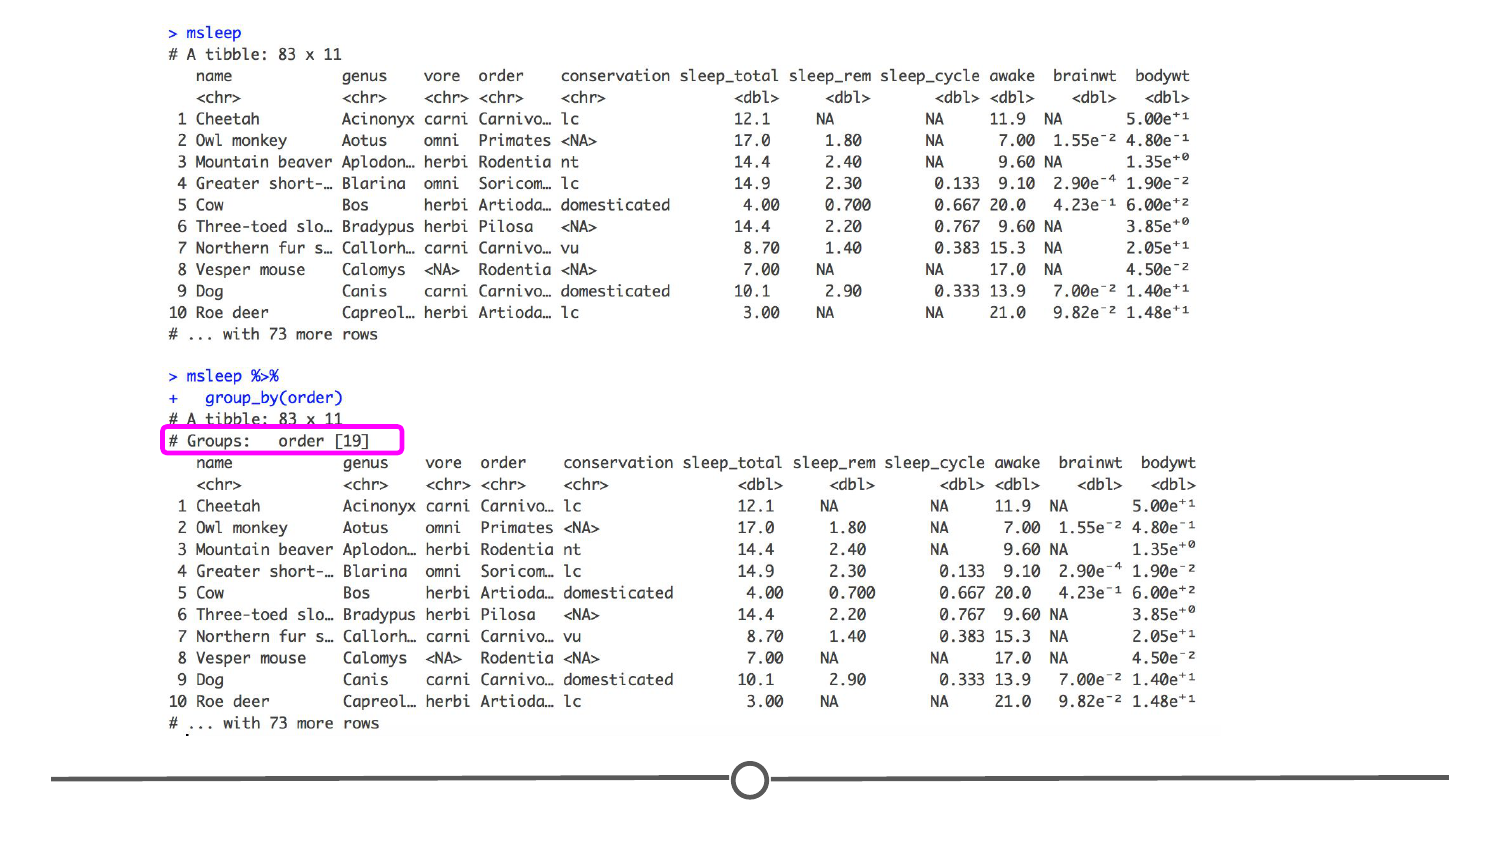 > msleep
# A tibble: 83 x 11
name genus vore order conservation sleep_total sleep_rem sleep_cycle awake brainwt bodywt
<chr> <chr> <chr> <chr> <chr> <dbl> <dbl> <dbl> <dbl> <dbl> <dbl>
1 Cheetah Acinonyx carni Carnivo… lc 12.1 NA NA 11.9 NA 5.00e⁺¹
2 Owl monkey Aotus omni Primates <NA> 17.0 1.80 NA 7.00 1.55e⁻² 4.80e⁻¹
3 Mountain beaver Aplodon… herbi Rodentia nt 14.4 2.40 NA 9.60 NA 1.35e⁺⁰
4 Greater short-… Blarina omni Soricom… lc 14.9 2.30 0.133 9.10 2.90e⁻⁴ 1.90e⁻²
5 Cow Bos herbi Artioda… domesticated 4.00 0.700 0.667 20.0 4.23e⁻¹ 6.00e⁺²
6 Three-toed slo… Bradypus herbi Pilosa <NA> 14.4 2.20 0.767 9.60 NA 3.85e⁺⁰
7 Northern fur s… Callorh… carni Carnivo… vu 8.70 1.40 0.383 15.3 NA 2.05e⁺¹
8 Vesper mouse Calomys <NA> Rodentia <NA> 7.00 NA NA 17.0 NA 4.50e⁻²
9 Dog Canis carni Carnivo… domesticated 10.1 2.90 0.333 13.9 7.00e⁻² 1.40e⁺¹
10 Roe deer Capreol… herbi Artioda… lc 3.00 NA NA 21.0 9.82e⁻² 1.48e⁺¹
# ... with 73 more rows
> msleep %>%
+ group_by(order)
# A tibble: 83 x 11
# Groups: order [19]
name genus vore order conservation sleep_total sleep_rem sleep_cycle awake brainwt bodywt
<chr> <chr> <chr> <chr> <chr> <dbl> <dbl> <dbl> <dbl> <dbl> <dbl>
1 Cheetah Acinonyx carni Carnivo… lc 12.1 NA NA 11.9 NA 5.00e⁺¹
2 Owl monkey Aotus omni Primates <NA> 17.0 1.80 NA 7.00 1.55e⁻² 4.80e⁻¹
3 Mountain beaver Aplodon… herbi Rodentia nt 14.4 2.40 NA 9.60 NA 1.35e⁺⁰
4 Greater short-… Blarina omni Soricom… lc 14.9 2.30 0.133 9.10 2.90e⁻⁴ 1.90e⁻²
5 Cow Bos herbi Artioda… domesticated 4.00 0.700 0.667 20.0 4.23e⁻¹ 6.00e⁺²
6 Three-toed slo… Bradypus herbi Pilosa <NA> 14.4 2.20 0.767 9.60 NA 3.85e⁺⁰
7 Northern fur s… Callorh… carni Carnivo… vu 8.70 1.40 0.383 15.3 NA 2.05e⁺¹
8 Vesper mouse Calomys <NA> Rodentia <NA> 7.00 NA NA 17.0 NA 4.50e⁻²
9 Dog Canis carni Carnivo… domesticated 10.1 2.90 0.333 13.9 7.00e⁻² 1.40e⁺¹
10 Roe deer Capreol… herbi Artioda… lc 3.00 NA NA 21.0 9.82e⁻² 1.48e⁺¹
# ... with 73 more rows